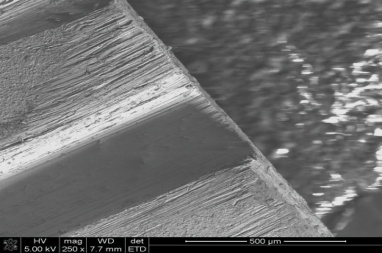 HV mag WD det
5.00 kV 250 x 7.7 mm ETD 500 µm